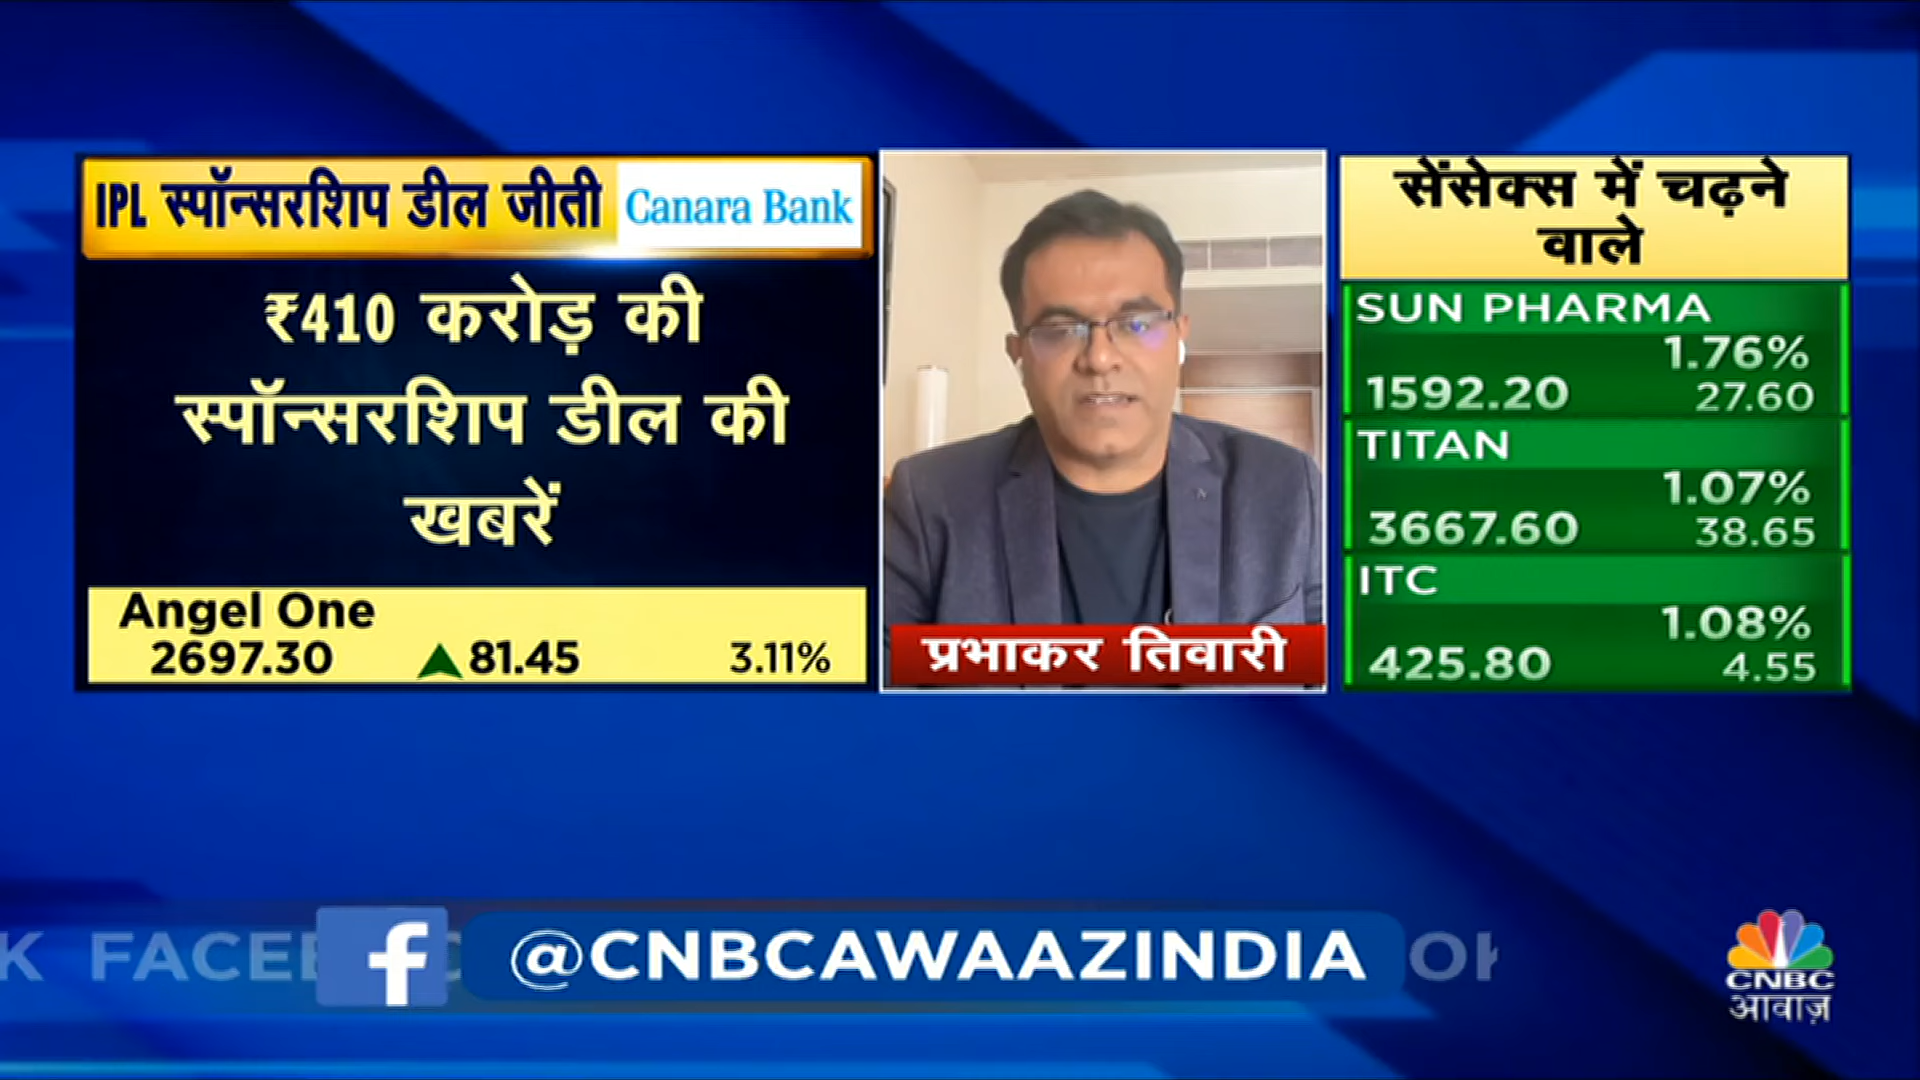 IPL स्पॉन्सरशिप डील जीती
Canara Bank
₹410 करोड़ की
स्पॉन्सरशिप डील की
खबरें
Angel One
2697.30 81.45 3.11%
प्रभाकर तिवारी
सेंसेक्स में चढ़ने
वाले
SUN PHARMA
1.76%
1592.20 27.60
TITAN
1.07%
3667.60 38.65
ITC
1.08%
425.80 4.55
K FACE
f @CNBCAWAAZINDIA
CNBC
आवाज़